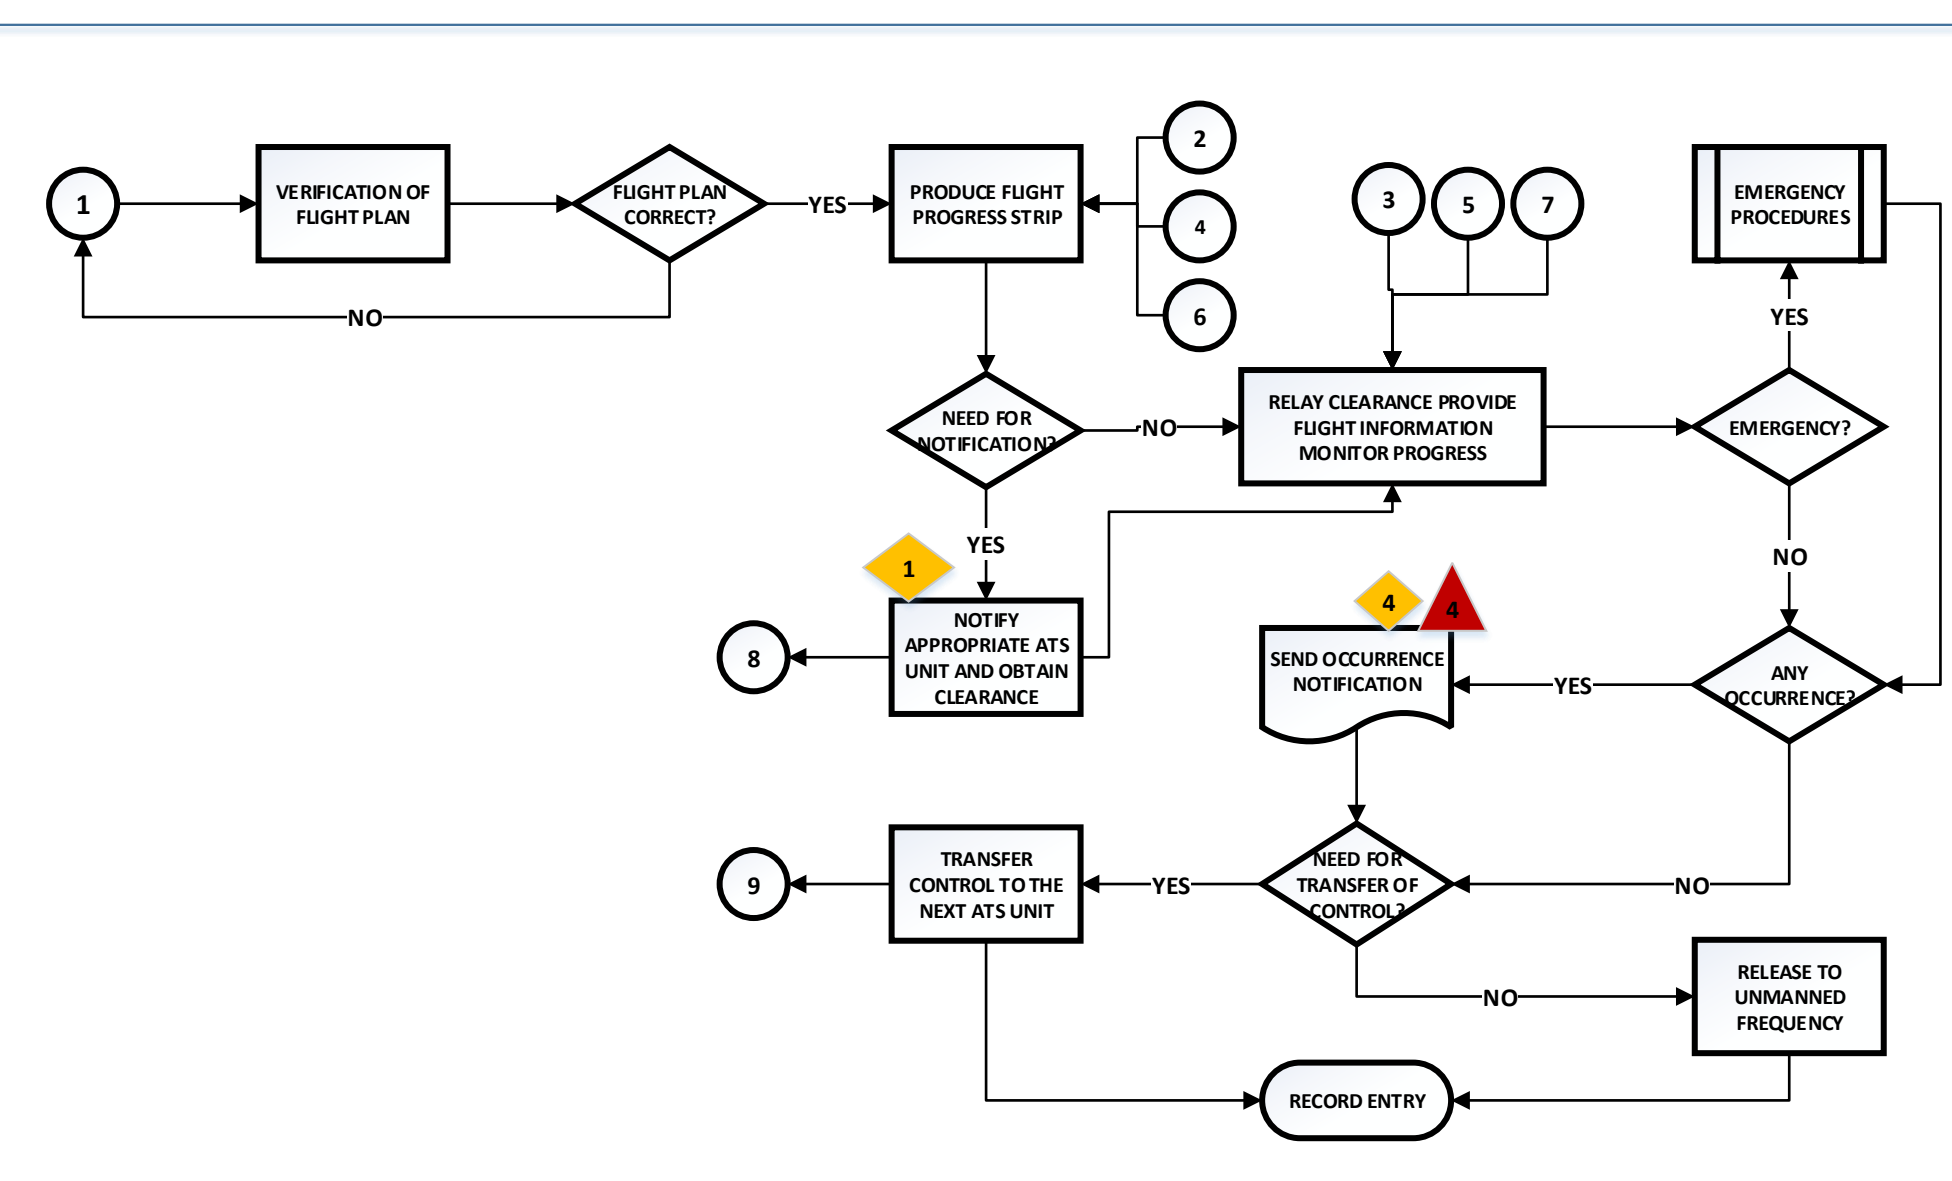 1
VERIFICATION OF
FLIGHT PLAN
FLIGHT PLAN
CORRECT?
YES
NO
PRODUCE FLIGHT
PROGRESS STRIP
2
4
6
3
5
7
EMERGENCY
PROCEDURES
YES
NEED FOR
NOTIFICATION?
NO
RELAY CLEARANCE PROVIDE
FLIGHT INFORMATION
MONITOR PROGRESS
EMERGENCY?
YES
NO
1
NOTIFY
APPROPRIATE ATS
UNIT AND OBTAIN
CLEARANCE
8
4
4
SEND OCCURRENCE
NOTIFICATION
YES
ANY
OCCURRENCE?
TRANSFER
CONTROL TO THE
NEXT ATS UNIT
9
YES
NEED FOR
TRANSFER OF
CONTROL?
NO
NO
RELEASE TO
UNMANNED
FREQUENCY
RECORD ENTRY